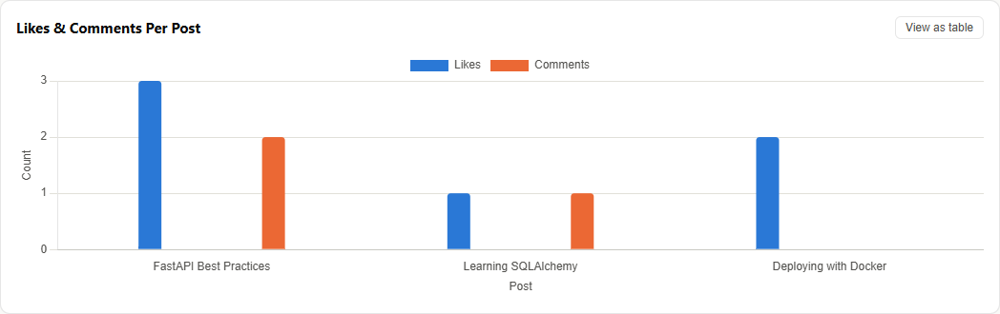 Likes & Comments Per Post
View as table
Likes
Comments
3
2
1
0
Count
FastAPI Best Practices
Learning SQLAlchemy
Deploying with Docker
Post